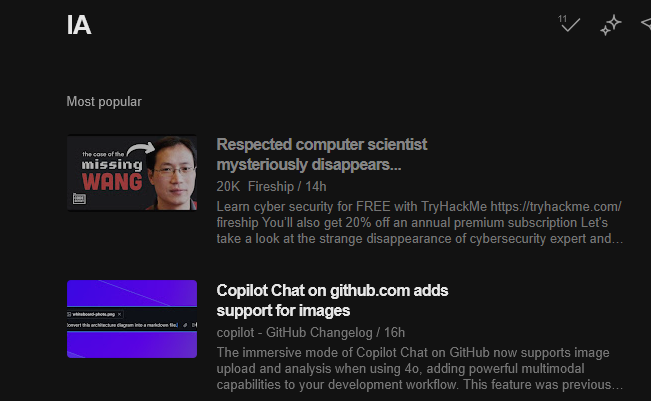 IA
11
Most popular
the case of the
missing
WANG
Respected computer scientist
mysteriously disappears...
20K Fireship / 14h
Learn cyber security for FREE with TryHackMe https://tryhackme.com/
fireship You'll also get 20% off an annual premium subscription Let's
take a look at the strange disappearance of cybersecurity expert and…
whiteboard-photo.png ×
Convert this architecture diagram into a markdown file.
Copilot Chat on github.com adds
support for images
copilot - GitHub Changelog / 16h
The immersive mode of Copilot Chat on GitHub now supports image
upload and analysis when using 4o, adding powerful multimodal
capabilities to your development workflow. This feature was previous…